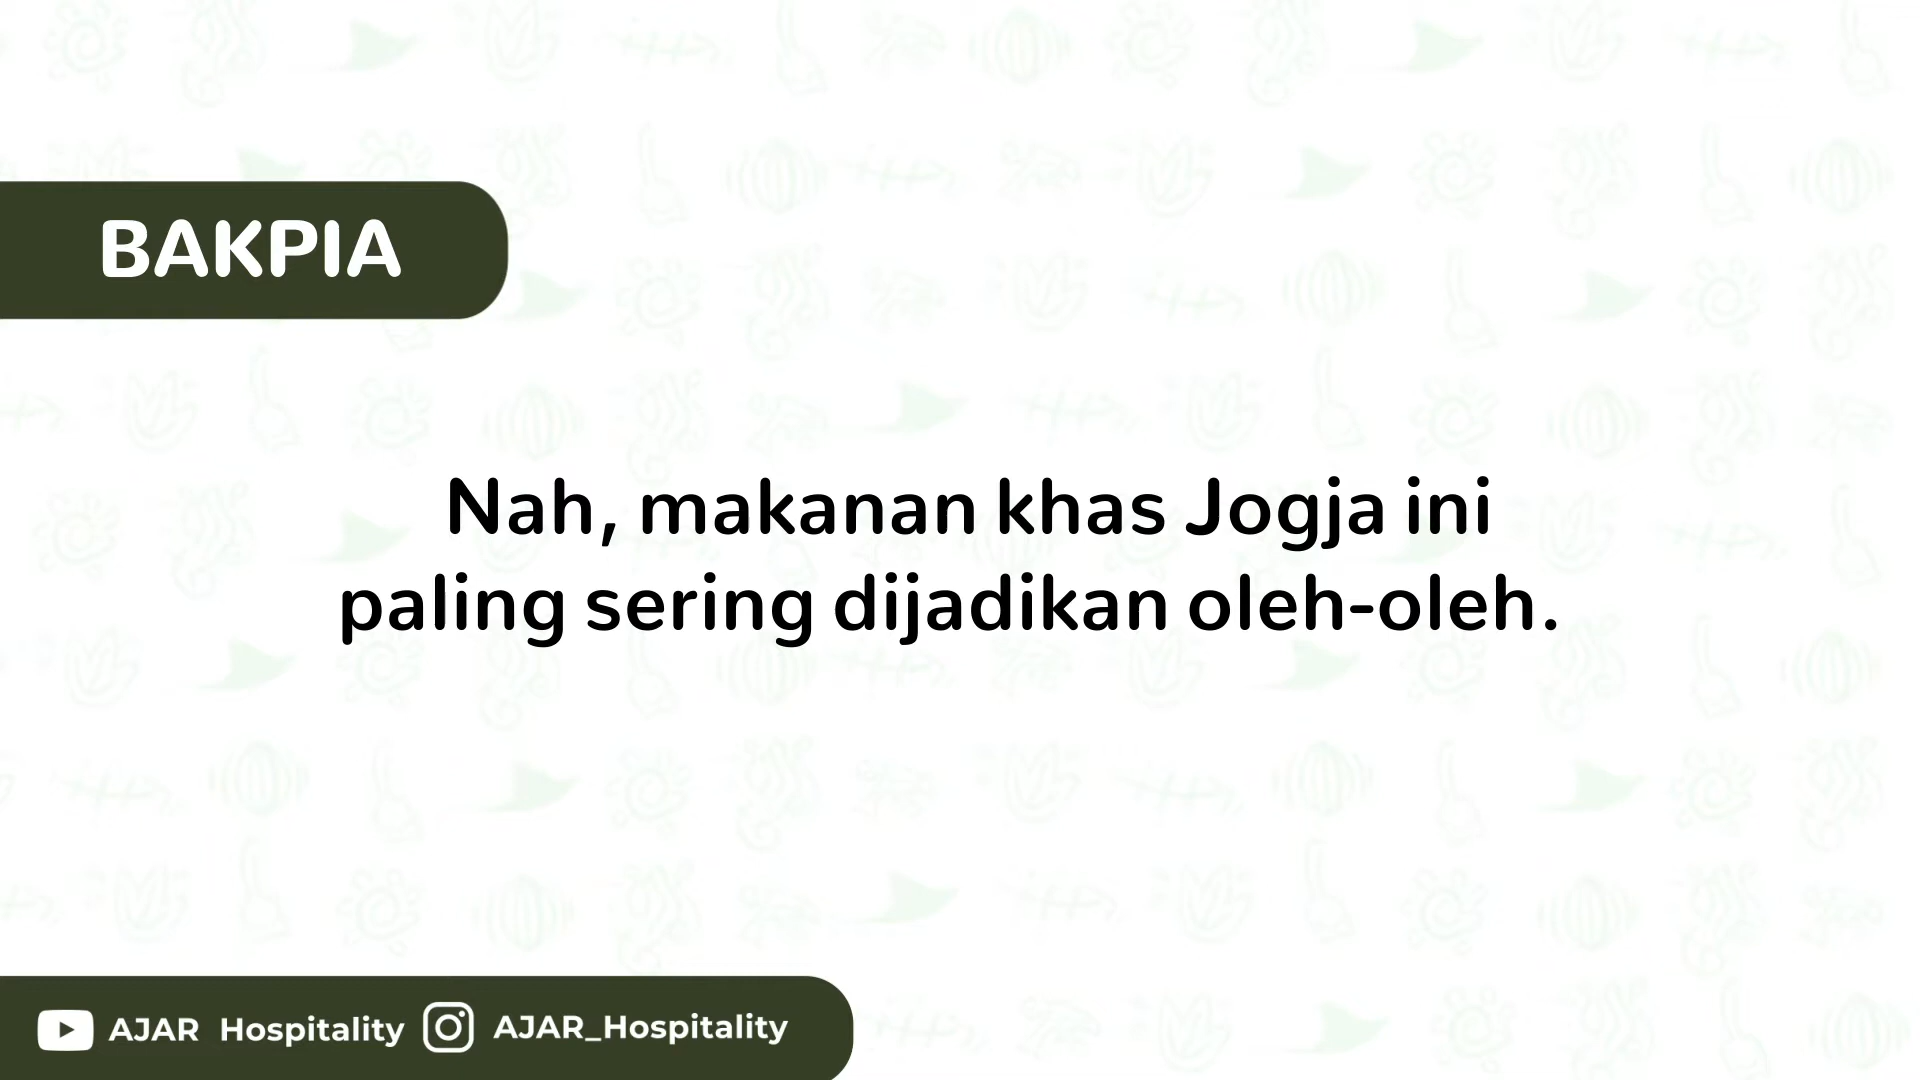 BAKPIA
Nah, makanan khas Jogja ini
paling sering dijadikan oleh-oleh.
AJAR Hospitality AJAR_Hospitality